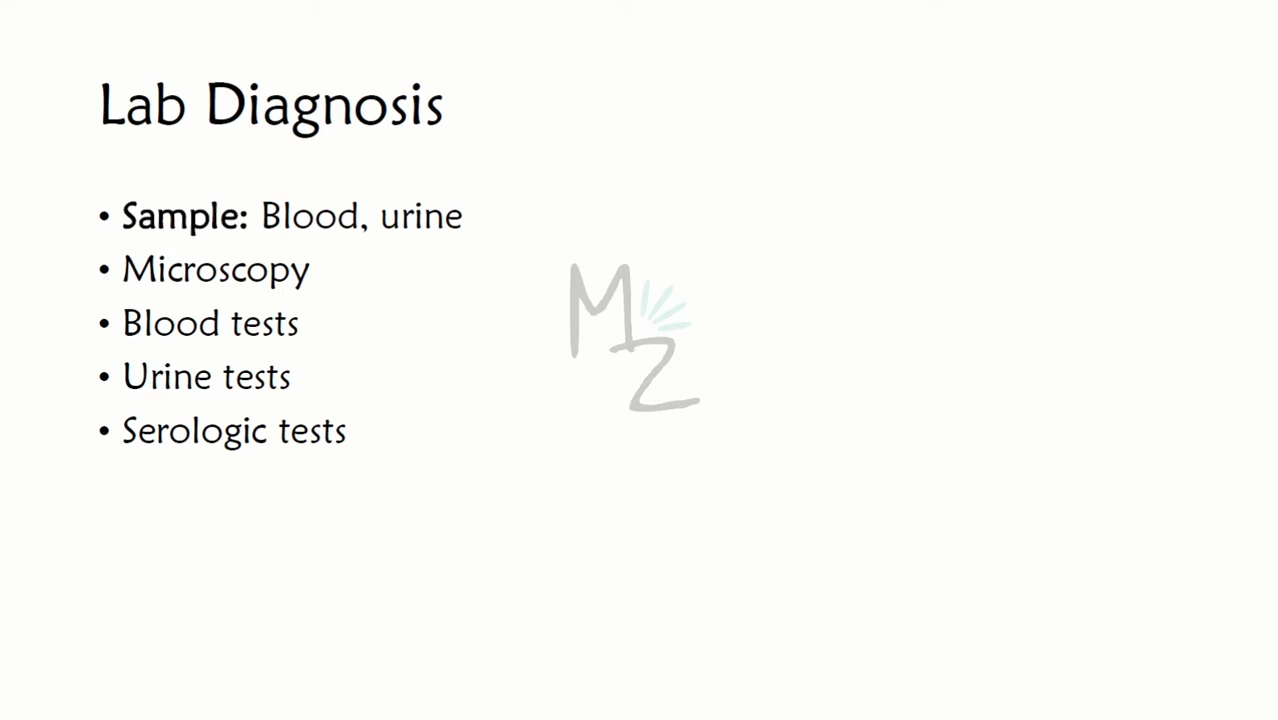 Lab Diagnosis
• Sample: Blood, urine
• Microscopy
• Blood tests
• Urine tests
• Serologic tests
MZ